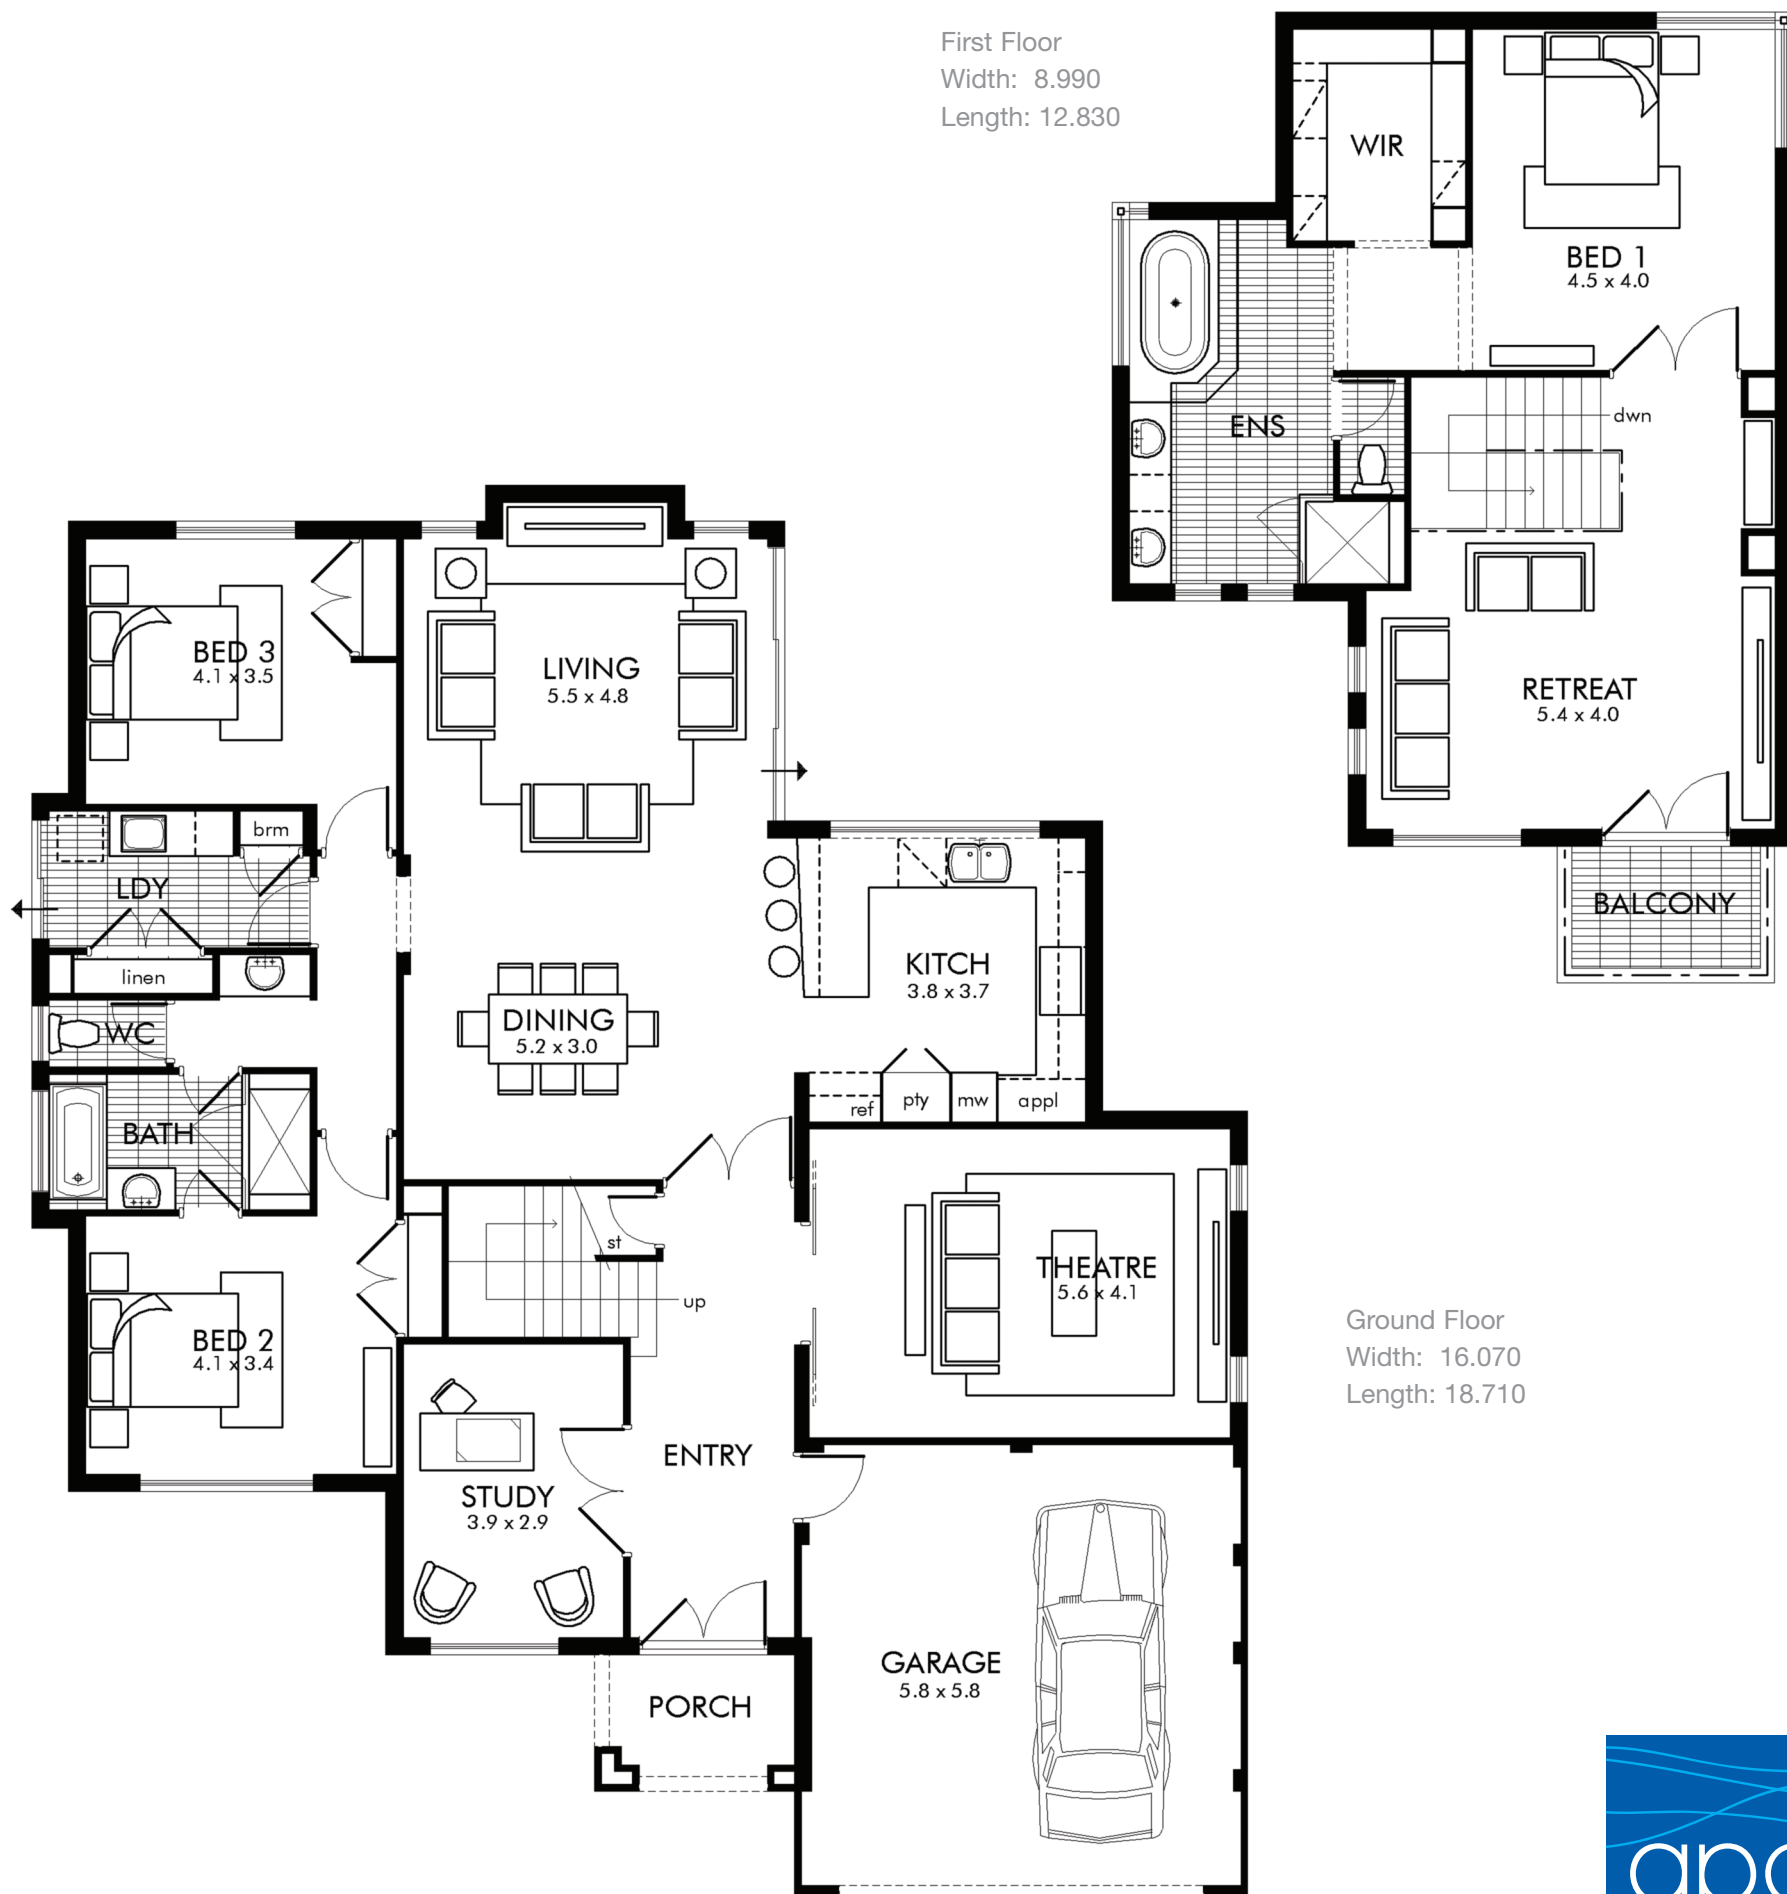 First Floor
Width: 8.990
Length: 12.830
WIR
BED 1
4.5 x 4.0
ENS
dwn
RETREAT
5.4 x 4.0
BALCONY
BED 3
4.1 x 3.5
LIVING
5.5 x 4.8
brm
LDY
linen
KITCH
3.8 x 3.7
DINING
5.2 x 3.0
WC
ref
pty
mw
appl
BATH
st
up
THEATRE
5.6 x 4.1
Ground Floor
Width: 16.070
Length: 18.710
BED 2
4.1 x 3.4
ENTRY
STUDY
3.9 x 2.9
GARAGE
5.8 x 5.8
PORCH